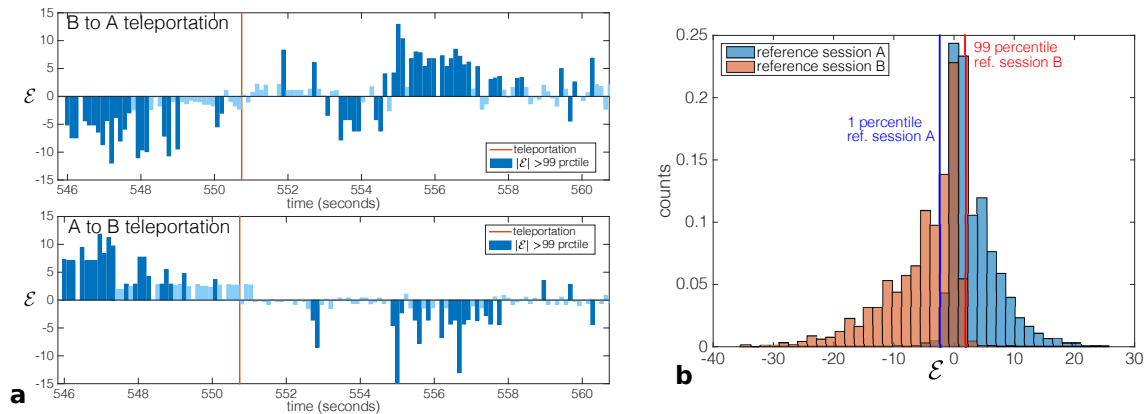 B to A teleportation
15
10
5
0
-5
-10
-15
ℰ
teleportation
|ℰ| >99 prctile
546 548 550 552 554 556 558 560
time (seconds)
A to B teleportation
15
10
5
0
-5
-10
15
ℰ
teleportation
|ℰ| >99 prctile
546 548 550 552 554 556 558 560
time (seconds)
a
0.25
0.2
0.15
0.1
0.05
0
counts
reference session A
reference session B
99 percentile
ref. session B
1 percentile
ref. session A
-40 -30 -20 -10 0 10 20 30
ℰ
b